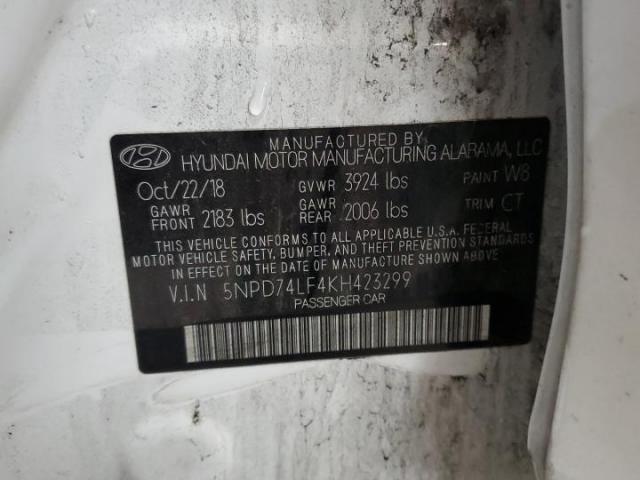 MANUFACTURED BY
HYUNDAI MOTOR MANUFACTURING ALABAMA, LLC
Oct/22/18 GVWR 3924 lbs PAINT W8
GAWR FRONT 2183 lbs GAWR REAR 2006 lbs TRIM CT
THIS VEHICLE CONFORMS TO ALL APPLICABLE U.S.A. FEDERAL
MOTOR VEHICLE SAFETY, BUMPER, AND THEFT PREVENTION STANDARDS
IN EFFECT ON THE DATE OF MANUFACTURE SHOWN ABOVE
V.I.N 5NPD74LF4KH423299
PASSENGER CAR